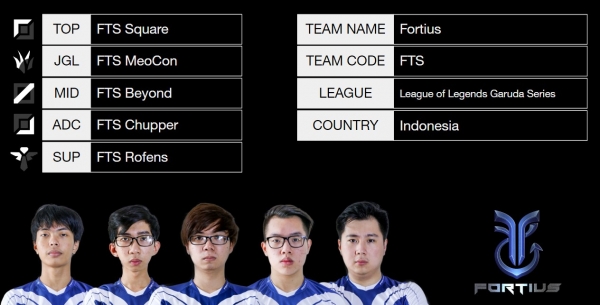 TOP FTS Square
JGL FTS MeoCon
MID FTS Beyond
ADC FTS Chupper
SUP FTS Rofens
TEAM NAME Fortius
TEAM CODE FTS
LEAGUE League of Legends Garuda Series
COUNTRY Indonesia
FORTIUS